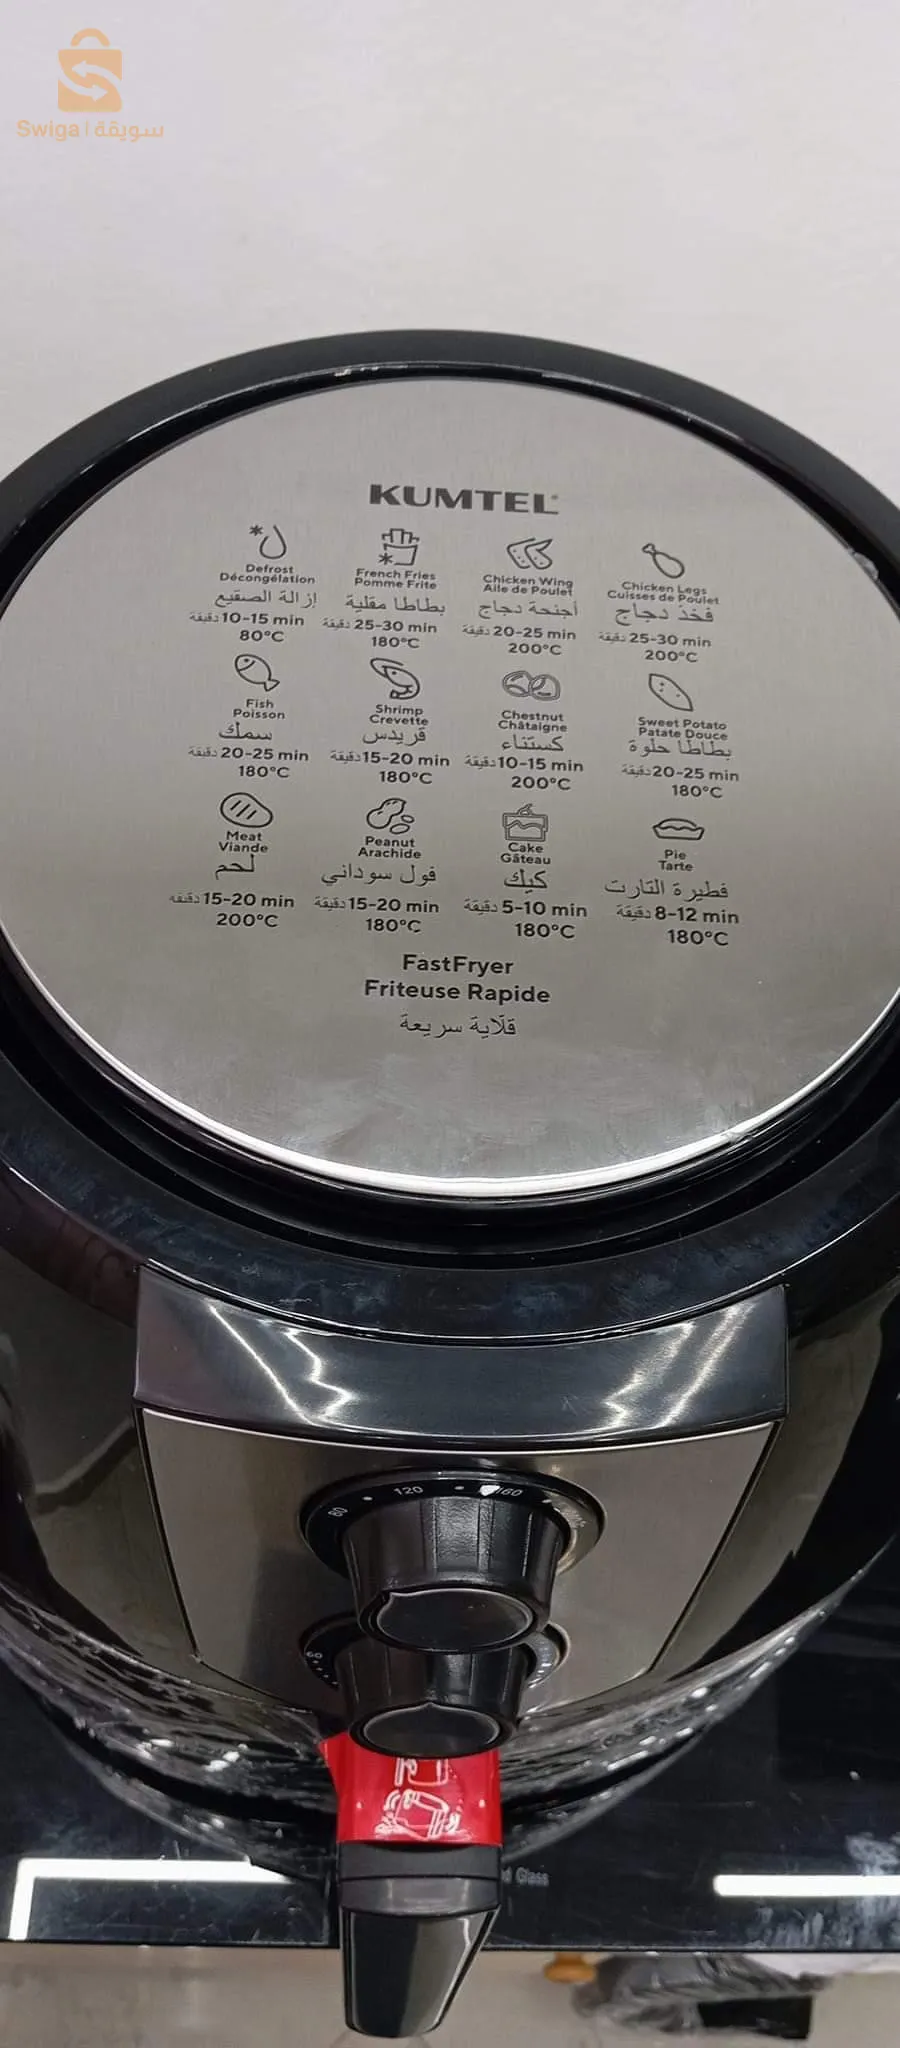 Swiga | سويقة
KUMTEL
Defrost
Décongélation
إزالة الصقيع
10-15 min دقيقة
80°C
French Fries
Pomme Frite
بطاطا مقلية
25-30 min دقيقة
180°C
Chicken Wing
Aile de Poulet
أجنحة دجاج
20-25 min دقيقة
200°C
Chicken Legs
Cuisses de Poulet
فخذ دجاج
25-30 min دقيقة
200°C
Fish
Poisson
سمك
20-25 min دقيقة
180°C
Shrimp
Crevette
قريدس
15-20 min دقيقة
180°C
Chestnut
Châtaigne
كستناء
10-15 min دقيقة
200°C
Sweet Potato
Patate Douce
بطاطا حلوة
20-25 min دقيقة
180°C
Meat
Viande
لحم
15-20 min دقيقة
200°C
Peanut
Arachide
فول سوداني
15-20 min دقيقة
180°C
Cake
Gâteau
كيك
5-10 min دقيقة
180°C
Pie
Tarte
فطيرة التارت
8-12 min دقيقة
180°C
FastFryer
Friteuse Rapide
قلّاية سريعة
80 120 160
60
Glass